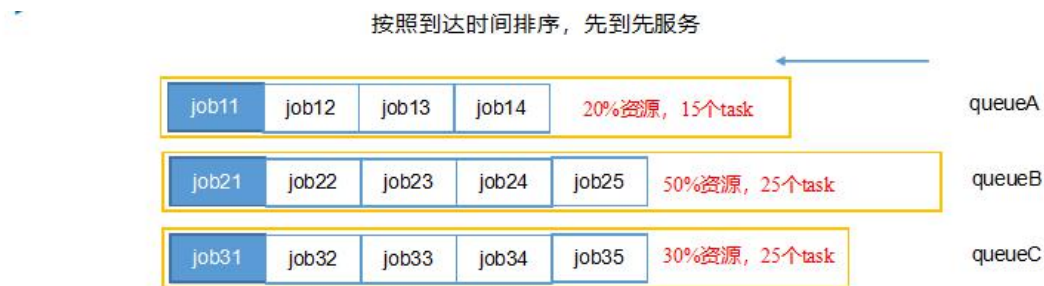 按照到达时间排序，先到先服务
job11 job12 job13 job14 20%资源，15个task queueA
job21 job22 job23 job24 job25 50%资源，25个task queueB
job31 job32 job33 job34 job35 30%资源，25个task queueC